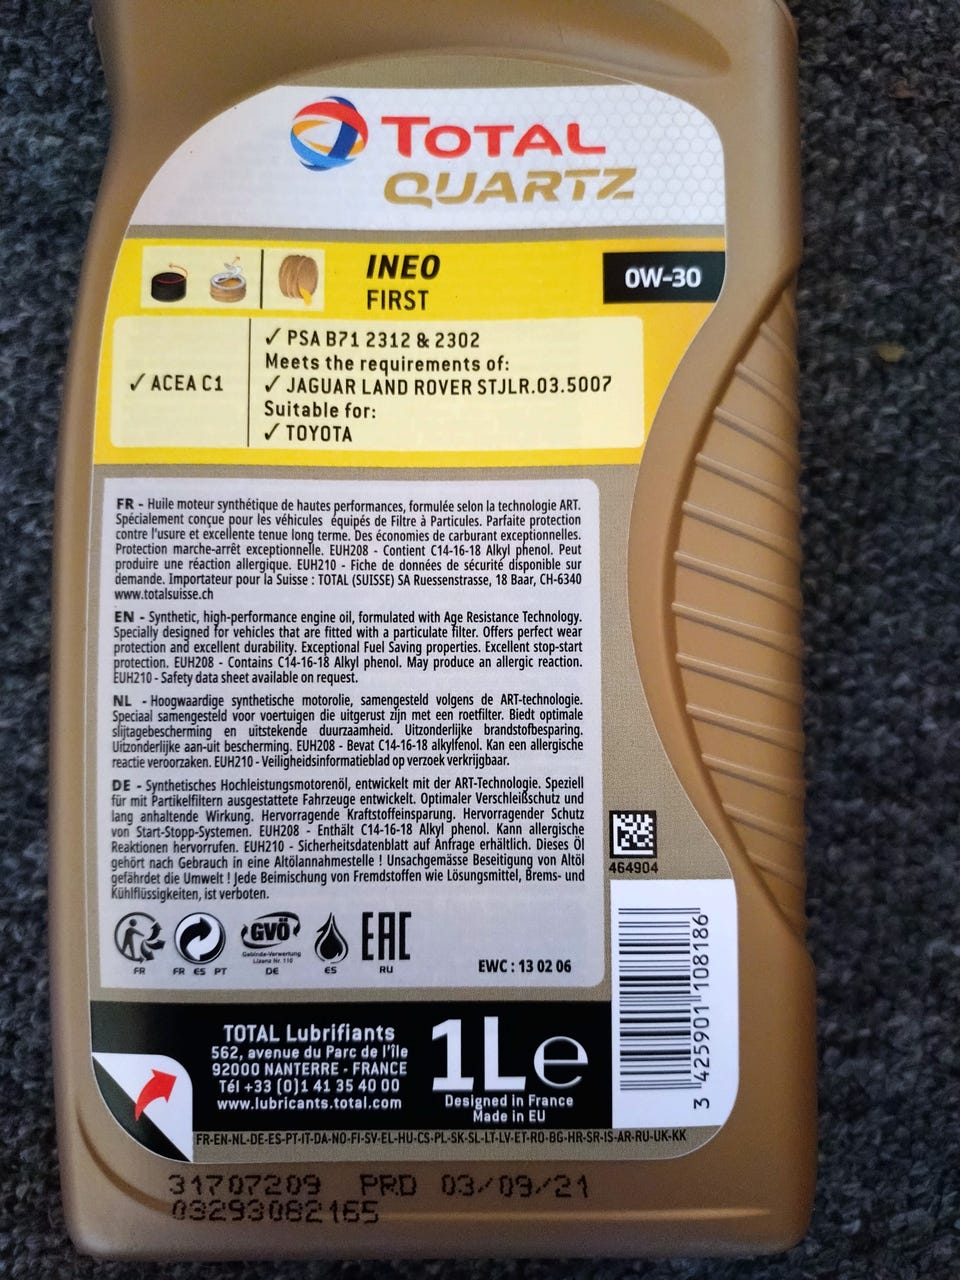 TOTAL
QUARTZ
INEO
FIRST
0W-30
✓ ACEA C1
✓ PSA B71 2312 & 2302
Meets the requirements of:
✓ JAGUAR LAND ROVER STJLR.03.5007
Suitable for:
✓ TOYOTA
FR - Huile moteur synthétique de hautes performances, formulée selon la technologie ART.
Spécialement conçue pour les véhicules équipés de Filtre à Particules. Parfaite protection
contre l'usure et excellente tenue long terme. Des économies de carburant exceptionnelles.
Protection marche-arrêt exceptionnelle. EUH208 - Contient C14-16-18 Alkyl phenol. Peut
produire une réaction allergique. EUH210 - Fiche de données de sécurité disponible sur
demande. Importateur pour la Suisse : TOTAL (SUISSE) SA Ruessenstrasse, 18 Baar, CH-6340
www.totalsuisse.ch
EN - Synthetic, high-performance engine oil, formulated with Age Resistance Technology.
Specially designed for vehicles that are fitted with a particulate filter. Offers perfect wear
protection and excellent durability. Exceptional Fuel Saving properties. Excellent stop-start
protection. EUH208 - Contains C14-16-18 Alkyl phenol. May produce an allergic reaction.
EUH210 - Safety data sheet available on request.
NL - Hoogwaardige synthetische motorolie, samengesteld volgens de ART-technologie.
Speciaal samengesteld voor voertuigen die uitgerust zijn met een roetfilter. Biedt optimale
slijtagebescherming en uitstekende duurzaamheid. Uitzonderlijke brandstofbesparing.
Uitzonderlijke aan-uit bescherming. EUH208 - Bevat C14-16-18 alkylfenol. Kan een allergische
reactie veroorzaken. EUH210 - Veiligheidsinformatieblad op verzoek verkrijgbaar.
DE - Synthetisches Hochleistungsmotorenöl, entwickelt mit der ART-Technologie. Speziell
für mit Partikelfiltern ausgestattete Fahrzeuge entwickelt. Optimaler Verschleißschutz und
lang anhaltende Wirkung. Hervorragende Kraftstoffeinsparung. Hervorragender Schutz
von Start-Stopp-Systemen. EUH208 - Enthält C14-16-18 Alkyl phenol. Kann allergische
Reaktionen hervorrufen. EUH210 - Sicherheitsdatenblatt auf Anfrage erhältlich. Dieses Öl
gehört nach Gebrauch in eine Altölannahmestelle ! Unsachgemässe Beseitigung von Altöl
gefährdet die Umwelt ! Jede Beimischung von Fremdstoffen wie Lösungsmittel, Brems- und
Kühlflüssigkeiten, ist verboten.
464904
GVÖ
Gebinde-Verwertung
Lizenz Nr. 110
EAC
FR
FR ES PT
DE
ES
RU
EWC : 13 02 06
3 425901 108186
TOTAL Lubrifiants
562, avenue du Parc de l'île
92000 NANTERRE - FRANCE
Tél +33 (0)1 41 35 40 00
www.lubricants.total.com
1L e
Designed in France
Made in EU
FR-EN-NL-DE-ES-PT-IT-DA-NO-FI-SV-EL-HU-CS-PL-SK-SL-LT-LV-ET-RO-BG-HR-SR-IS-AR-RU-UK-KK
31707209 PRD 03/09/21
03293082165